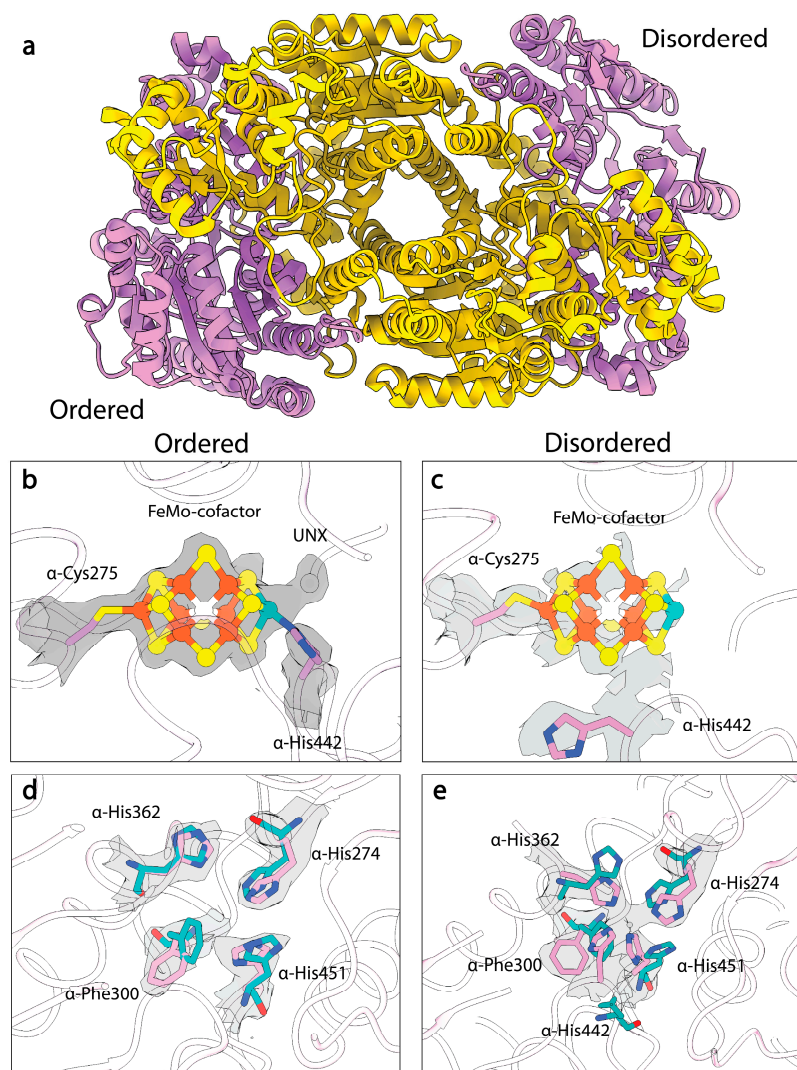 a
Disordered
Ordered
Ordered
Disordered
b
FeMo-cofactor
UNX
α-Cys275
α-His442
c
FeMo-cofactor
α-Cys275
α-His442
d
α-His362
α-His274
α-Phe300
α-His451
e
α-His362
α-His274
α-Phe300
α-His451
α-His442